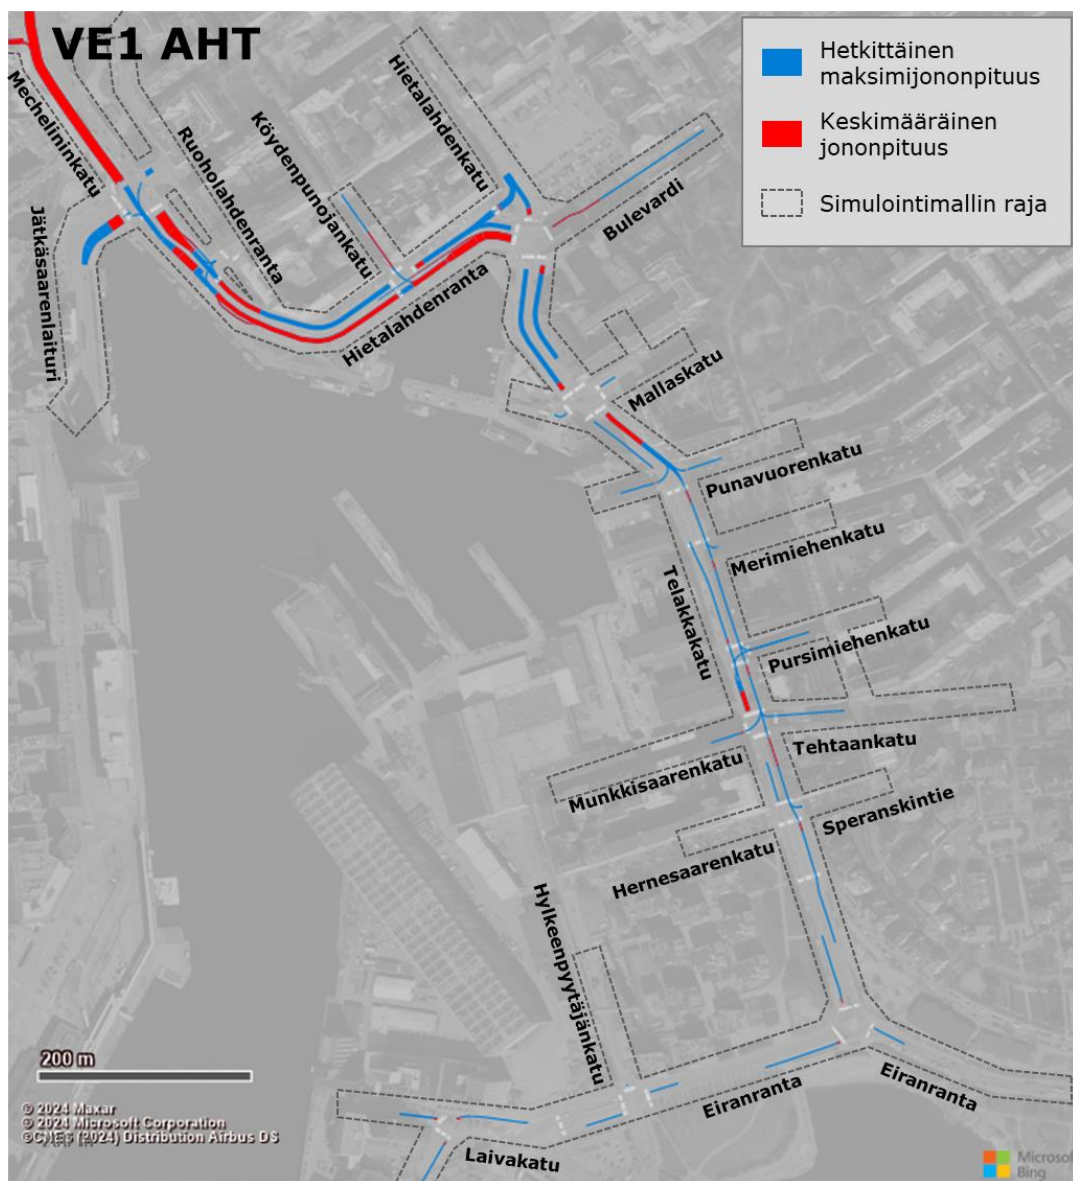 VE1 AHT
Hetkittäinen
maksimijononpituus
Keskimääräinen
jononpituus
Simulointimallin raja
Mechelininkatu
Ruoholahdenranta
Köydenpunojankatu
Hietalahdenkatu
Bulevardi
Jätkäsaarenlaituri
Hietalahdenranta
Mallaskatu
Punavuorenkatu
Merimiehenkatu
Telakkakatu
Pursimiehenkatu
Tehtaankatu
Munkkisaarenkatu
Speranskintie
Hernesaarenkatu
Hylkeenpyytäjänkatu
Eiranranta
Eiranranta
Laivakatu
200 m
© 2024 Maxar
© 2024 Microsoft Corporation
©CNES (2024) Distribution Airbus DS
Microsoft
Bing